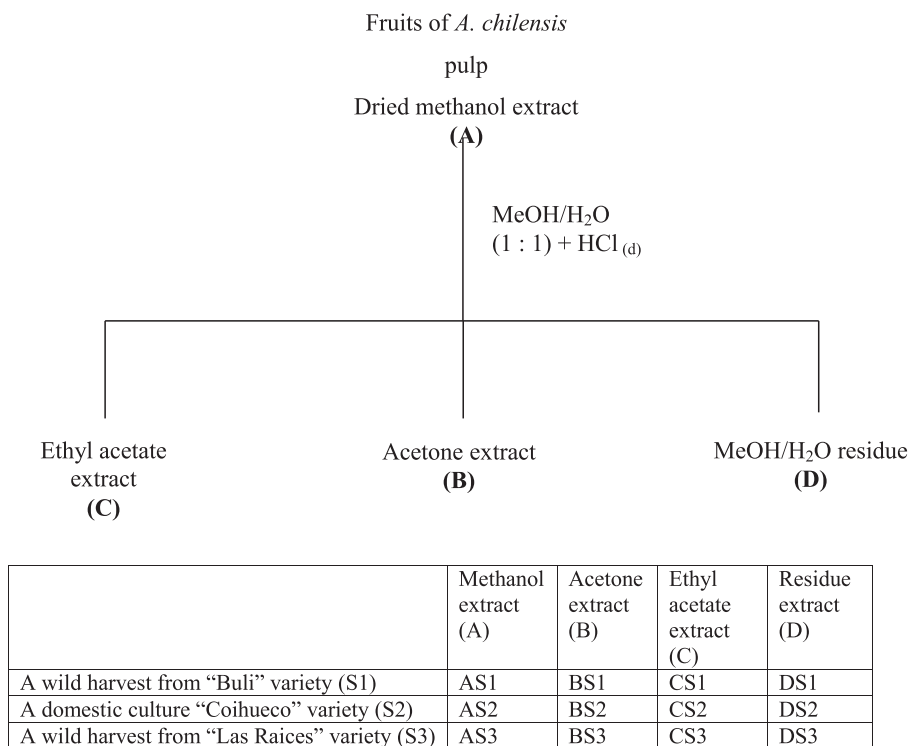 Fruits of A. chilensis
pulp
Dried methanol extract
(A)
MeOH/H₂O
(1 : 1) + HCl (d)
Ethyl acetate
extract
(C)
Acetone extract
(B)
MeOH/H₂O residue
(D)
Methanol extract (A) Acetone extract (B) Ethyl acetate extract (C) Residue extract (D)
A wild harvest from “Buli” variety (S1) AS1 BS1 CS1 DS1
A domestic culture “Coihueco” variety (S2) AS2 BS2 CS2 DS2
A wild harvest from “Las Raices” variety (S3) AS3 BS3 CS3 DS3